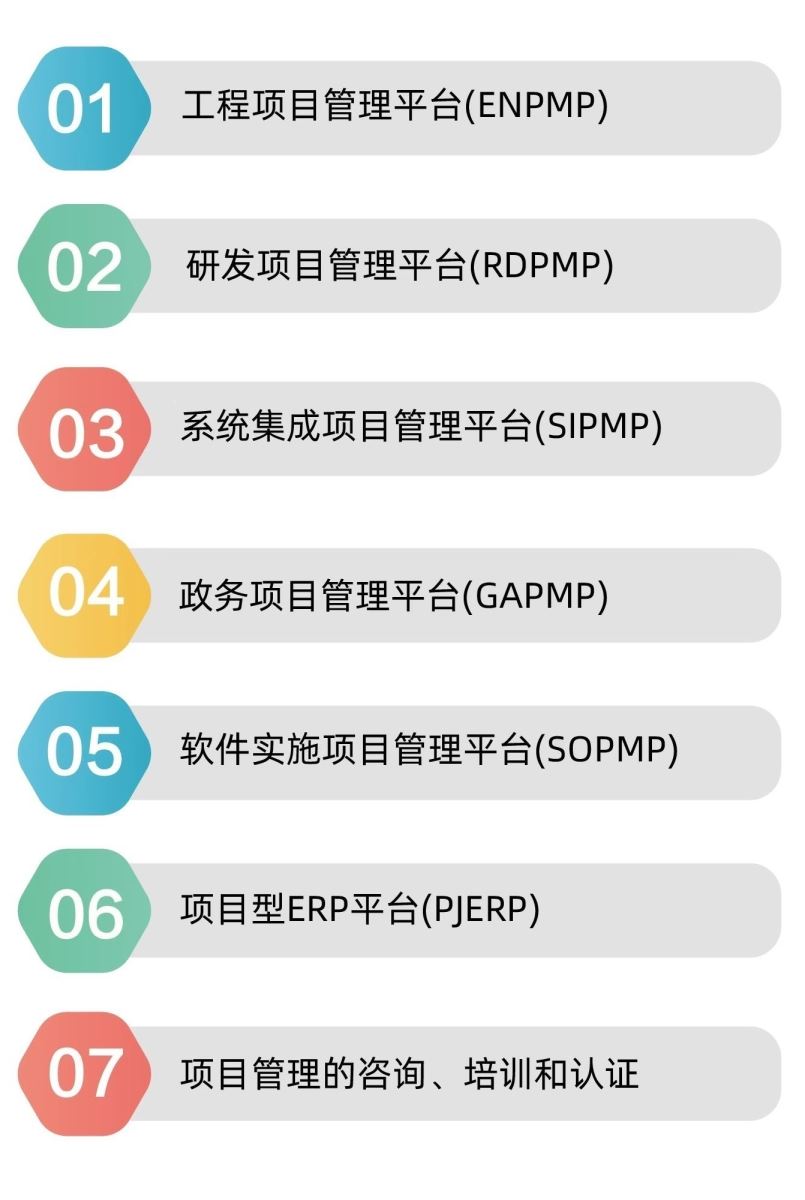 01
工程项目管理平台(ENPMP)
02
研发项目管理平台(RDPMP)
03
系统集成项目管理平台(SIPMP)
04
政务项目管理平台(GAPMP)
05
软件实施项目管理平台(SOPMP)
06
项目型ERP平台(PJERP)
07
项目管理的咨询、培训和认证